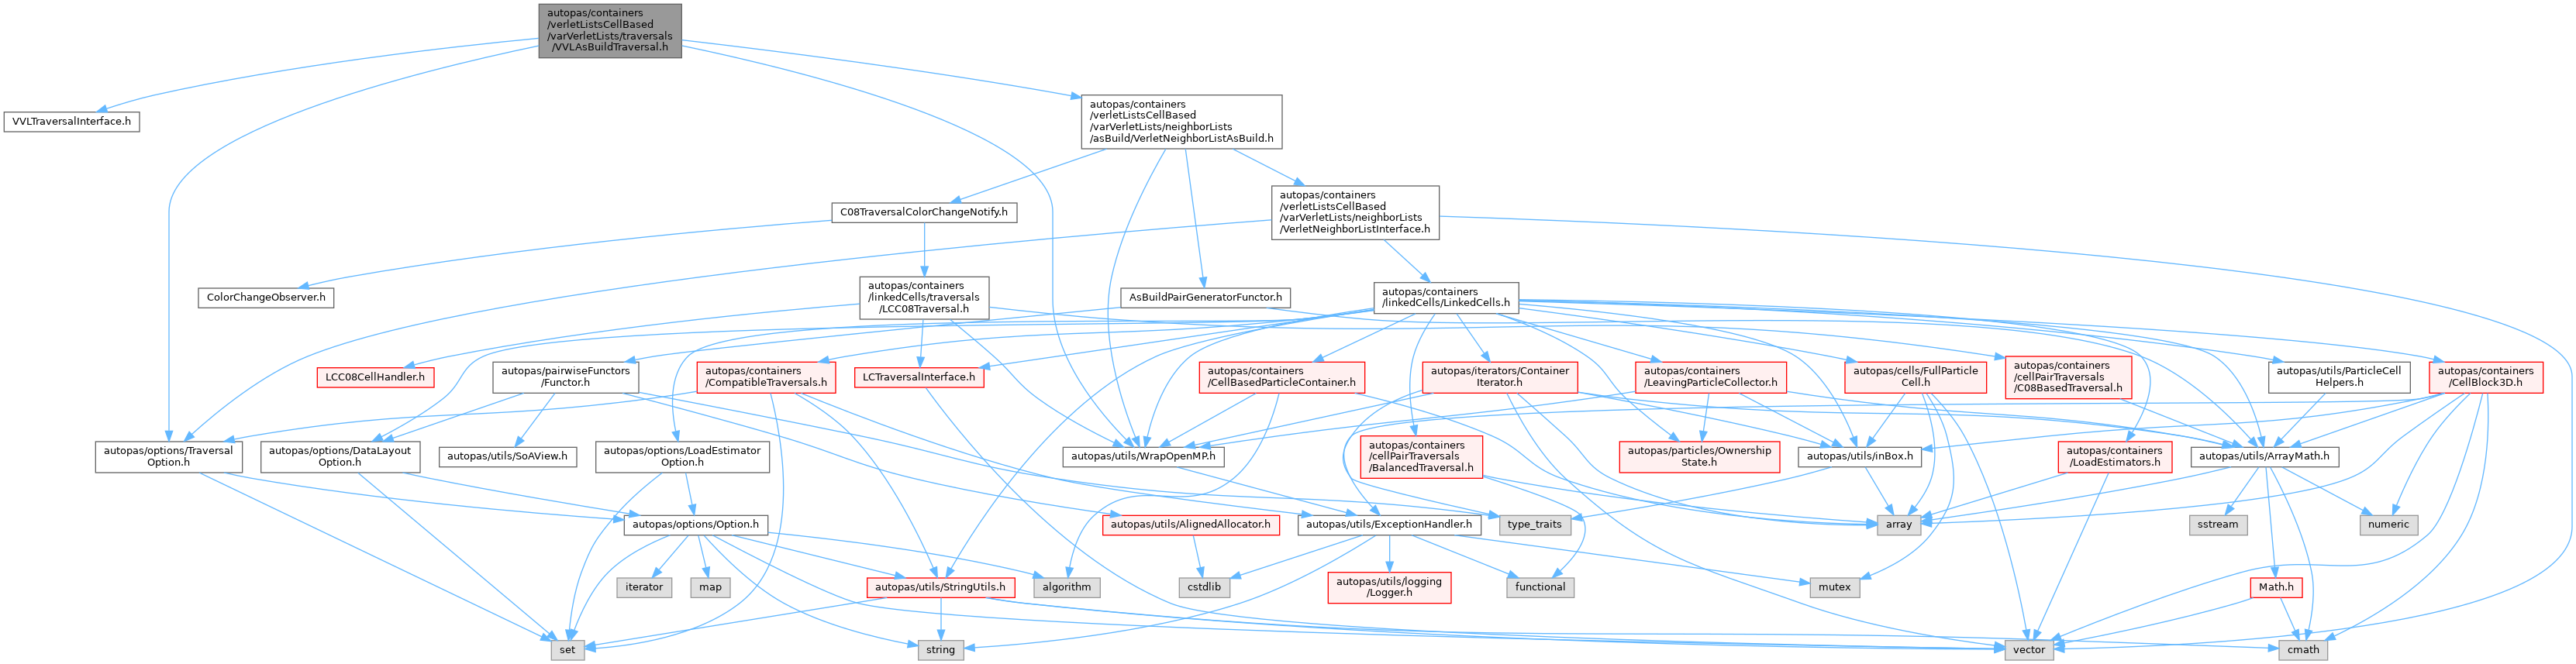 autopas/containers
/verletListsCellBased
/varVerletLists/traversals
/VVLAsBuildTraversal.h
VVLTraversalInterface.h
autopas/containers
/verletListsCellBased
/varVerletLists/neighborLists
/asBuild/VerletNeighborListAsBuild.h
C08TraversalColorChangeNotify.h
autopas/containers
/verletListsCellBased
/varVerletLists/neighborLists
/VerletNeighborListInterface.h
ColorChangeObserver.h
autopas/containers
/linkedCells/traversals
/LCC08Traversal.h
AsBuildPairGeneratorFunctor.h
autopas/containers
/linkedCells/LinkedCells.h
LCC08CellHandler.h
autopas/pairwiseFunctors
/Functor.h
autopas/containers
/CompatibleTraversals.h
LCTraversalInterface.h
autopas/containers
/CellBasedParticleContainer.h
autopas/iterators/Container
Iterator.h
autopas/containers
/LeavingParticleCollector.h
autopas/cells/FullParticle
Cell.h
autopas/containers
/cellPairTraversals
/C08BasedTraversal.h
autopas/utils/ParticleCell
Helpers.h
autopas/containers
/CellBlock3D.h
autopas/options/Traversal
Option.h
autopas/options/DataLayout
Option.h
autopas/utils/SoAView.h
autopas/options/LoadEstimator
Option.h
autopas/utils/WrapOpenMP.h
autopas/containers
/cellPairTraversals
/BalancedTraversal.h
autopas/particles/Ownership
State.h
autopas/utils/inBox.h
autopas/containers
/LoadEstimators.h
autopas/utils/ArrayMath.h
autopas/options/Option.h
autopas/utils/AlignedAllocator.h
autopas/utils/ExceptionHandler.h
type_traits
array
sstream
numeric
iterator
map
autopas/utils/StringUtils.h
algorithm
cstdlib
autopas/utils/logging
/Logger.h
functional
mutex
Math.h
set
string
vector
cmath